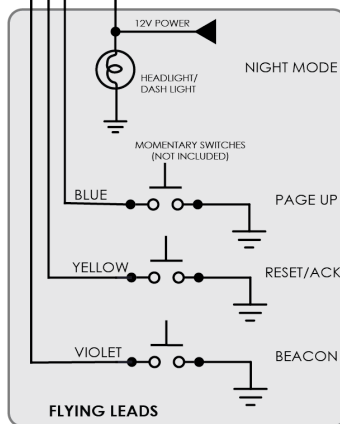 12V POWER
NIGHT MODE
HEADLIGHT/
DASH LIGHT
MOMENTARY SWITCHES
(NOT INCLUDED)
BLUE
PAGE UP
YELLOW
RESET/ACK
VIOLET
BEACON
FLYING LEADS